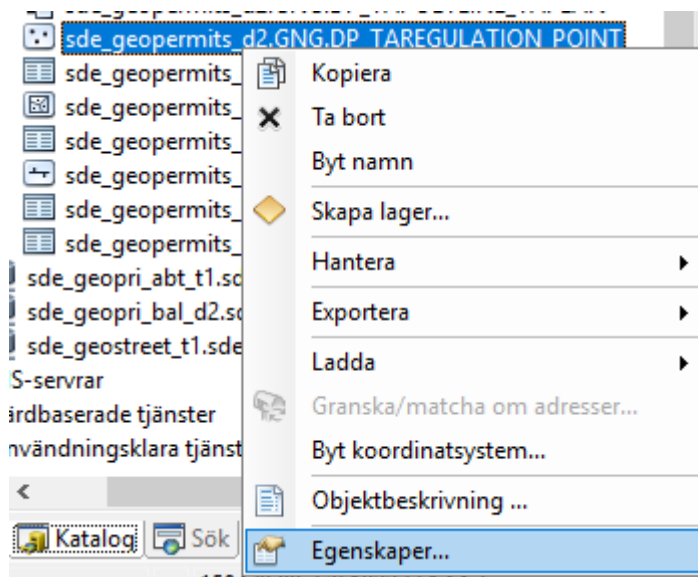 sde_geopermits_d2.GNG.DP_TAREGULATION_POINT
sde_geopermits_
sde_geopermits_
sde_geopermits_
sde_geopermits_
sde_geopermits_
sde_geopermits_
sde_geopri_abt_t1.sd
sde_geopri_bal_d2.sd
sde_geostreet_t1.sde
S-servrar
årdbaserade tjänster
nvändningsklara tjänst
Katalog
Sök
Kopiera
Ta bort
Byt namn
Skapa lager...
Hantera
Exportera
Ladda
Granska/matcha om adresser...
Byt koordinatsystem...
Objektbeskrivning ...
Egenskaper...